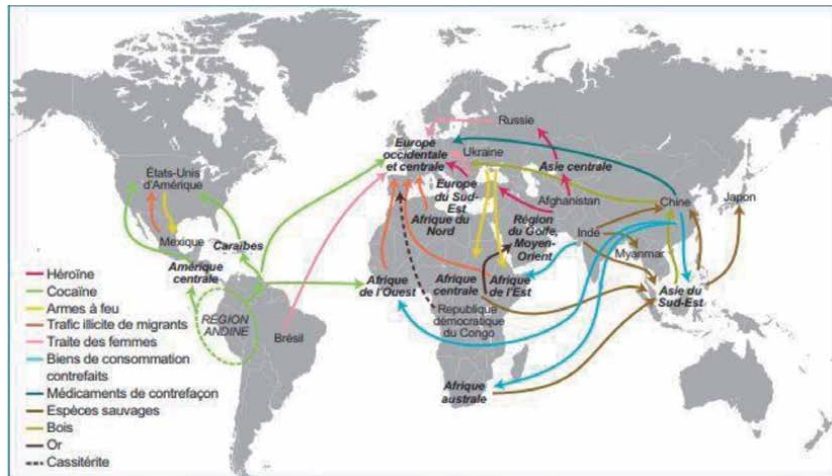 Russie
Europe
occidentale
et centrale
Ukraine
Asie centrale
États-Unis
d'Amérique
Europe
du Sud-
Est
Afghanistan
Chine
Japon
Mexique
Afrique
du Nord
Région
du Golfe,
Moyen-
Orient
Indé
Caraïbes
Myanmar
Amérique
centrale
Afrique
de l'Ouest
Afrique
centrale
Afrique
de l'Est
Asie du
Sud-Est
RÉGION
ANDINE
Brésil
Republique
démocratique
du Congo
Afrique
australe
Héroïne
Cocaïne
Armes à feu
Trafic illicite de migrants
Traite des femmes
Biens de consommation
contrefaits
Médicaments de contrefaçon
Espèces sauvages
Bois
Or
Cassitérite